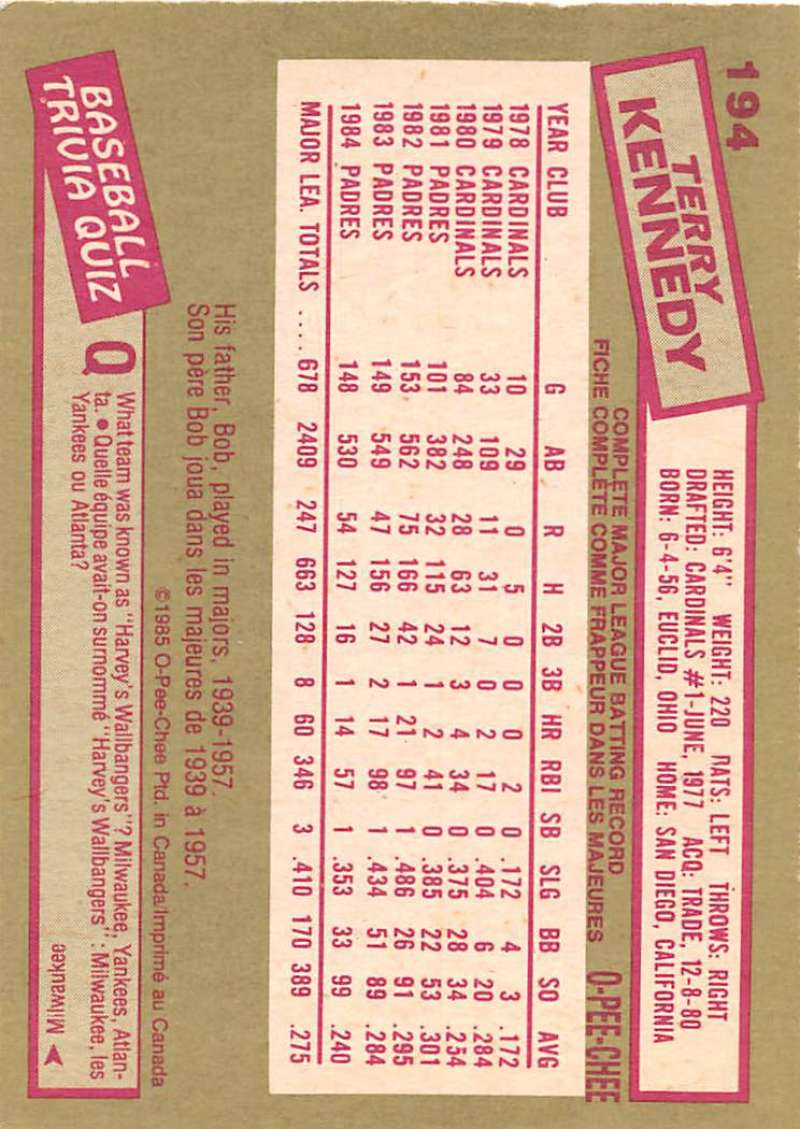 194
TERRY
KENNEDY
HEIGHT: 6'4" WEIGHT: 220 BATS: LEFT THROWS: RIGHT
DRAFTED: CARDINALS #1-JUNE, 1977 ACQ: TRADE, 12-8-80
BORN: 6-4-56, EUCLID, OHIO HOME: SAN DIEGO, CALIFORNIA
COMPLETE MAJOR LEAGUE BATTING RECORD
FICHE COMPLÈTE COMME FRAPPEUR DANS LES MAJEURES O-PEE-CHEE
YEAR CLUB G AB R H 2B 3B HR RBI SB SLG BB SO AVG
1978 CARDINALS 10 29 0 5 0 0 0 2 0 .172 4 3 .172
1979 CARDINALS 33 109 11 31 7 0 2 17 0 .404 6 20 .284
1980 CARDINALS 84 248 28 63 12 3 4 34 0 .375 28 34 .254
1981 PADRES 101 382 32 115 24 1 2 41 0 .385 22 53 .301
1982 PADRES 153 562 75 166 42 1 21 97 1 .486 26 91 .295
1983 PADRES 149 549 47 156 27 2 17 98 1 .434 51 89 .284
1984 PADRES 148 530 54 127 16 1 14 57 1 .353 33 99 .240
MAJOR LEA. TOTALS ..... 678 2409 247 663 128 8 60 346 3 .410 170 389 .275
His father, Bob, played in majors, 1939-1957.
Son père Bob joua dans les majeures de 1939 à 1957.
©1985 O-Pee-Chee Ptd. in Canada/Imprimé au Canada
BASEBALL
TRIVIA QUIZ
Q
What team was known as "Harvey's Wallbangers"? Milwaukee, Yankees, Atlan-
ta. • Quelle équipe avait-on surnommé "Harvey's Wallbangers": Milwaukee, les
Yankees ou Atlanta?
Milwaukee